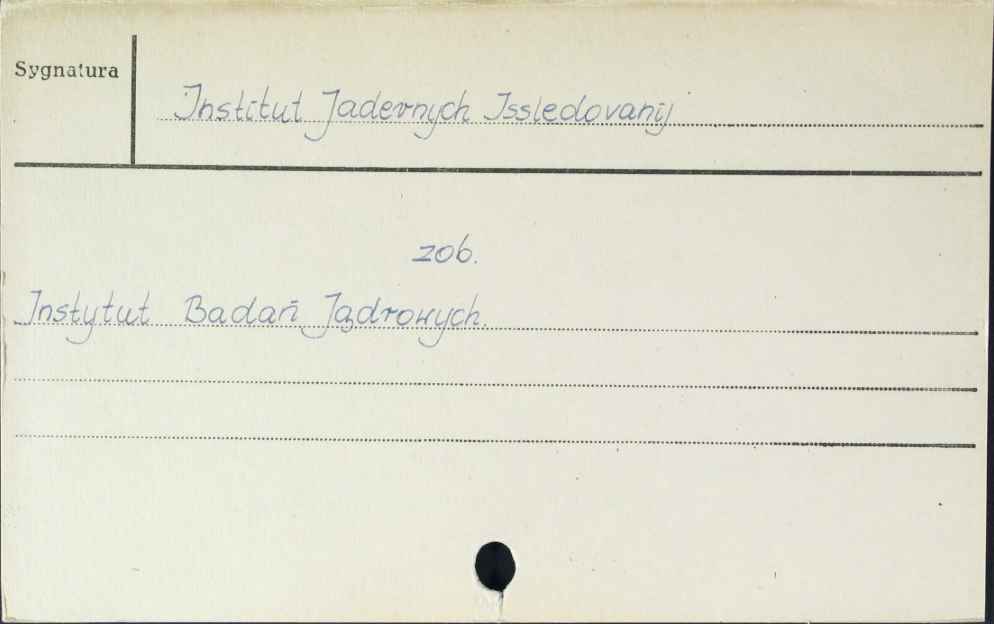 Sygnatura
Institut Jadernych Issledovanij
zob.
Instytut Badań Jądrowych.